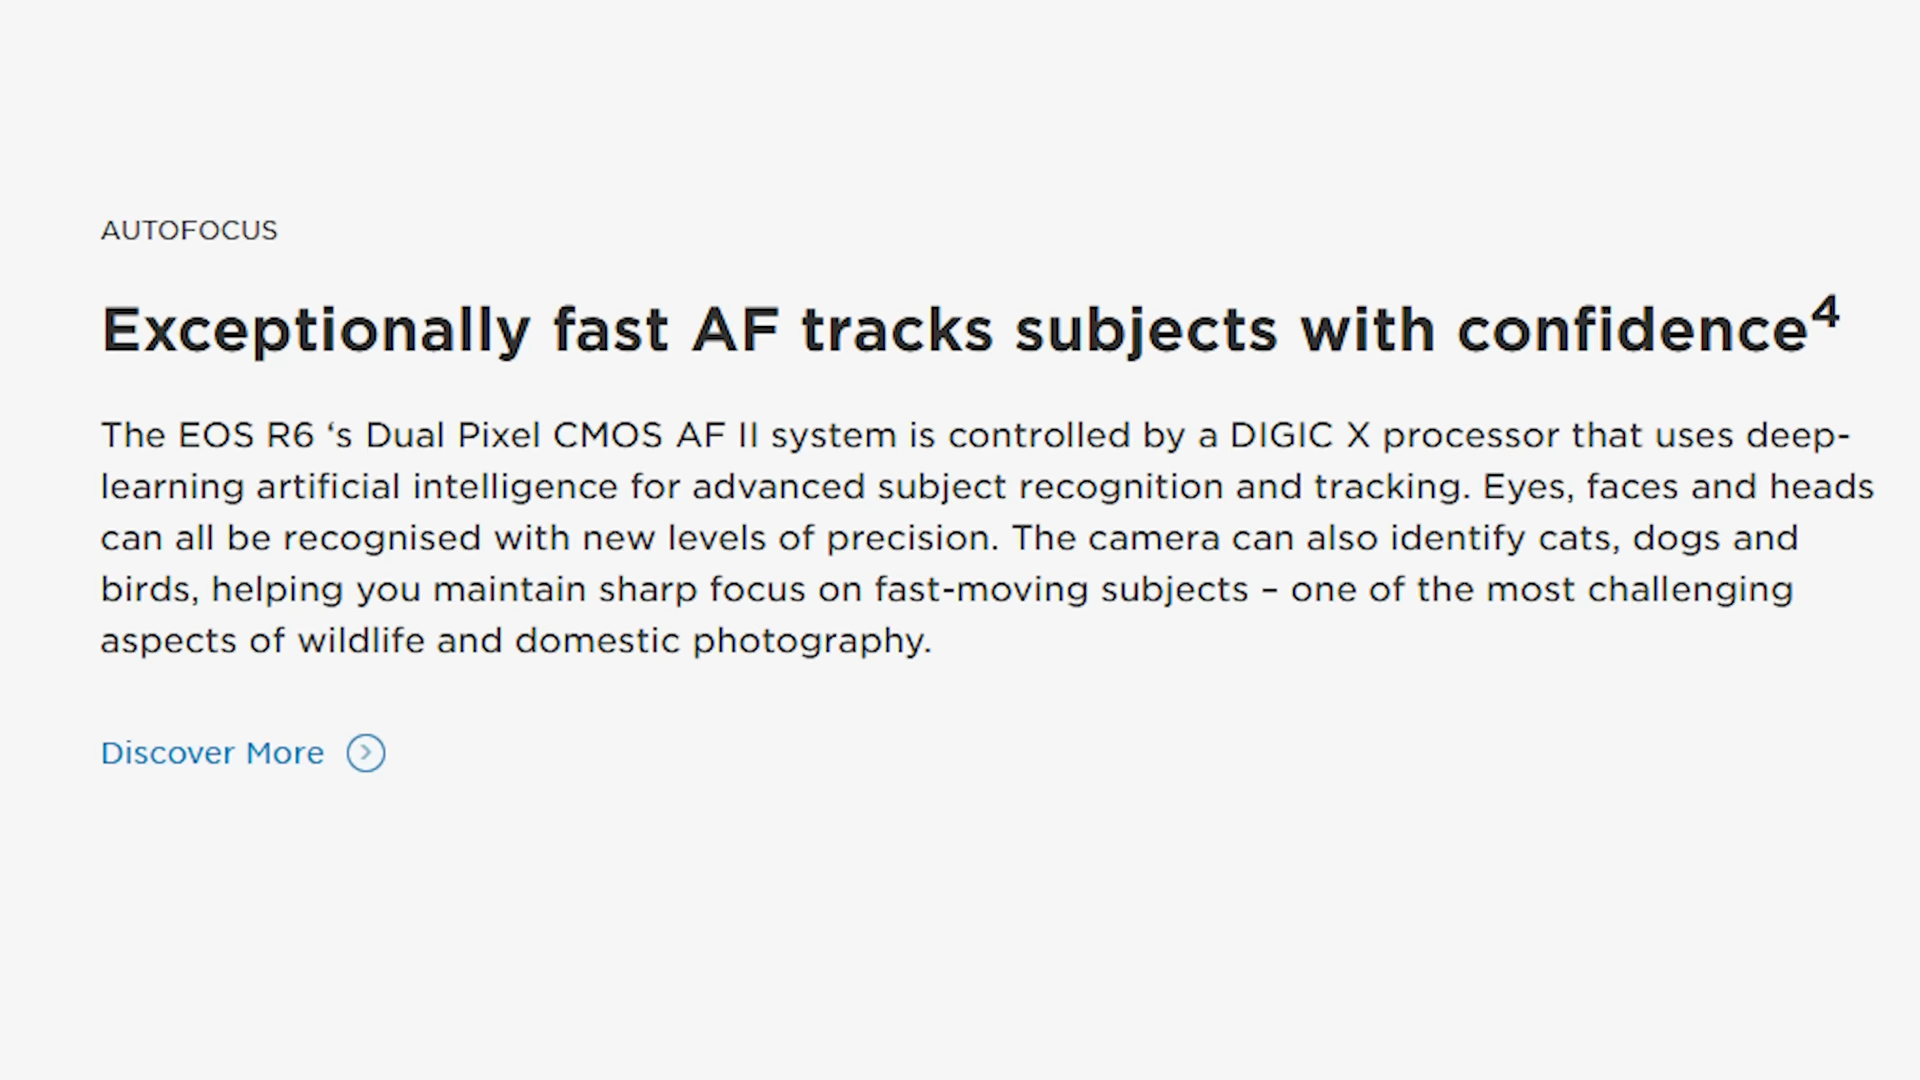 AUTOFOCUS
Exceptionally fast AF tracks subjects with confidence⁴
The EOS R6 ‘s Dual Pixel CMOS AF II system is controlled by a DIGIC X processor that uses deep-
learning artificial intelligence for advanced subject recognition and tracking. Eyes, faces and heads
can all be recognised with new levels of precision. The camera can also identify cats, dogs and
birds, helping you maintain sharp focus on fast-moving subjects – one of the most challenging
aspects of wildlife and domestic photography.
Discover More